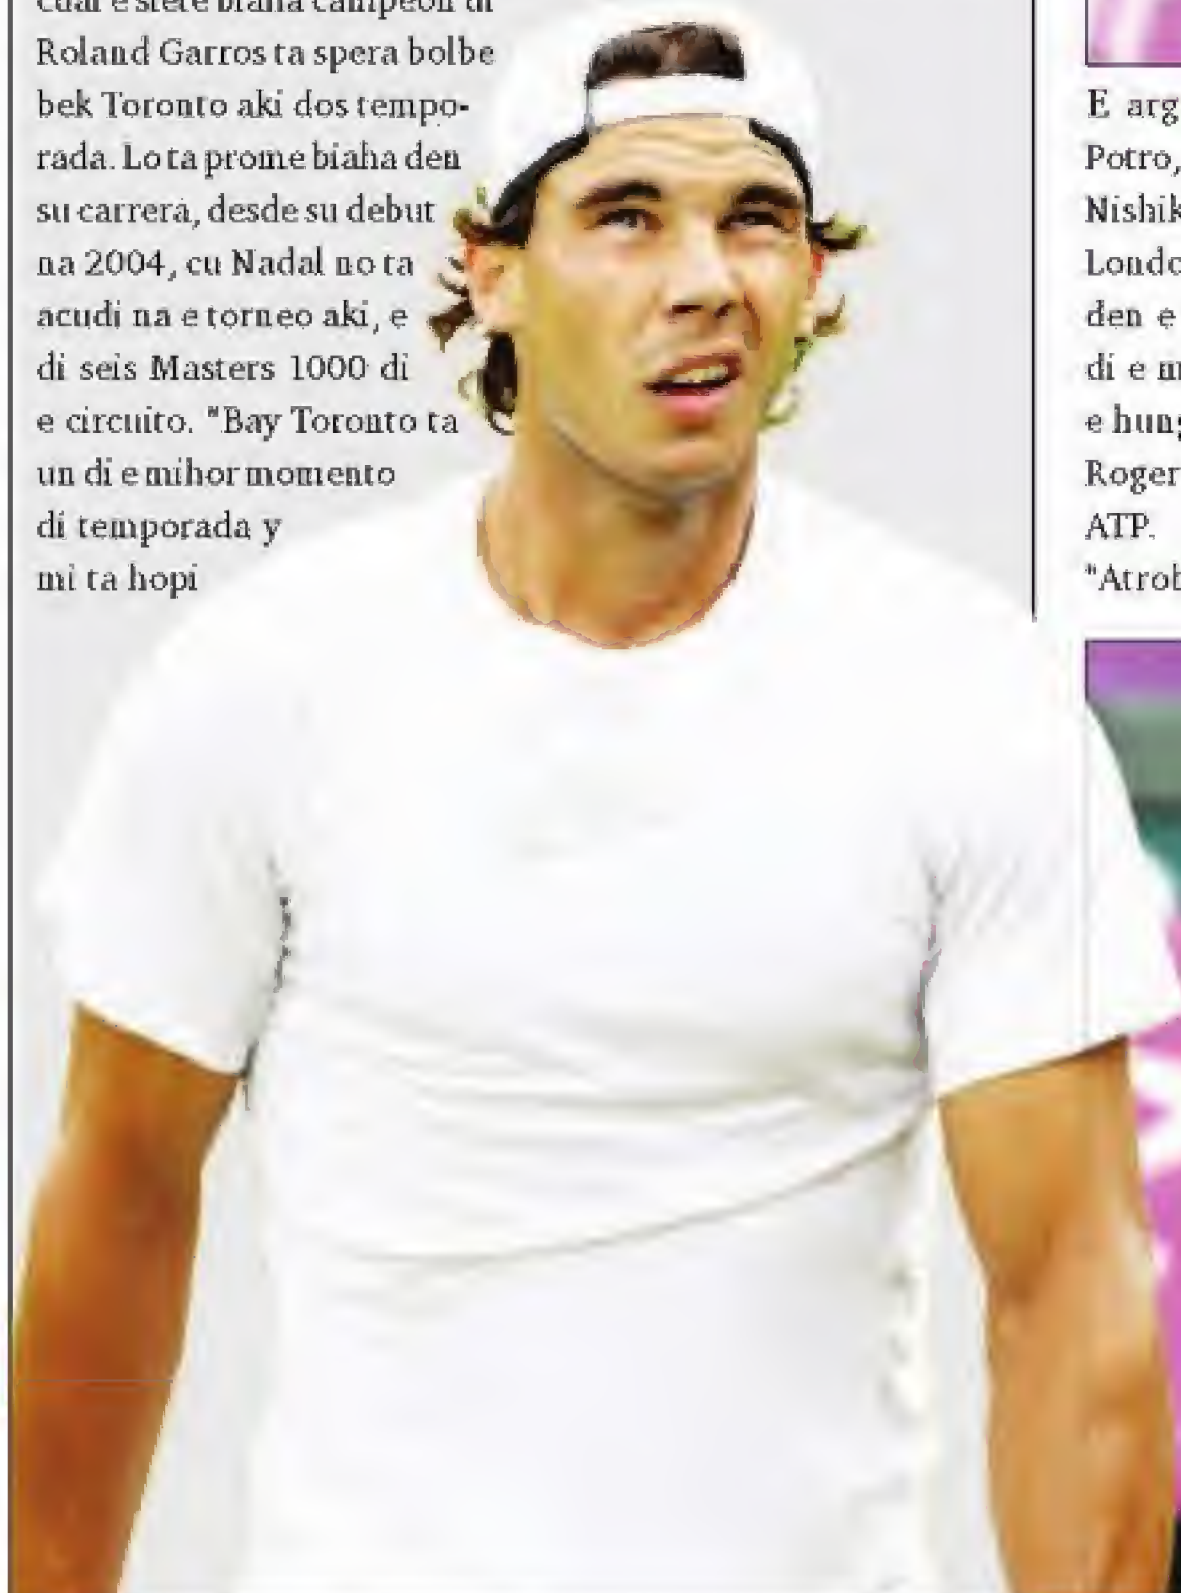 Roland Garros ta spera bolbe
bek Toronto aki dos tempo-
rada. Lo ta prome biaha den
su carrera, desde su debut
na 2004, cu Nadal no ta
acudi na e torneo aki, e
di seis Masters 1000 di
e circuito. "Bay Toronto ta
un di e mihor momento
di temporada y
mi ta hopi
E arg
Potro,
Nishik
Londo
den e
di e m
e hung
Roger
ATP.
"Atrob